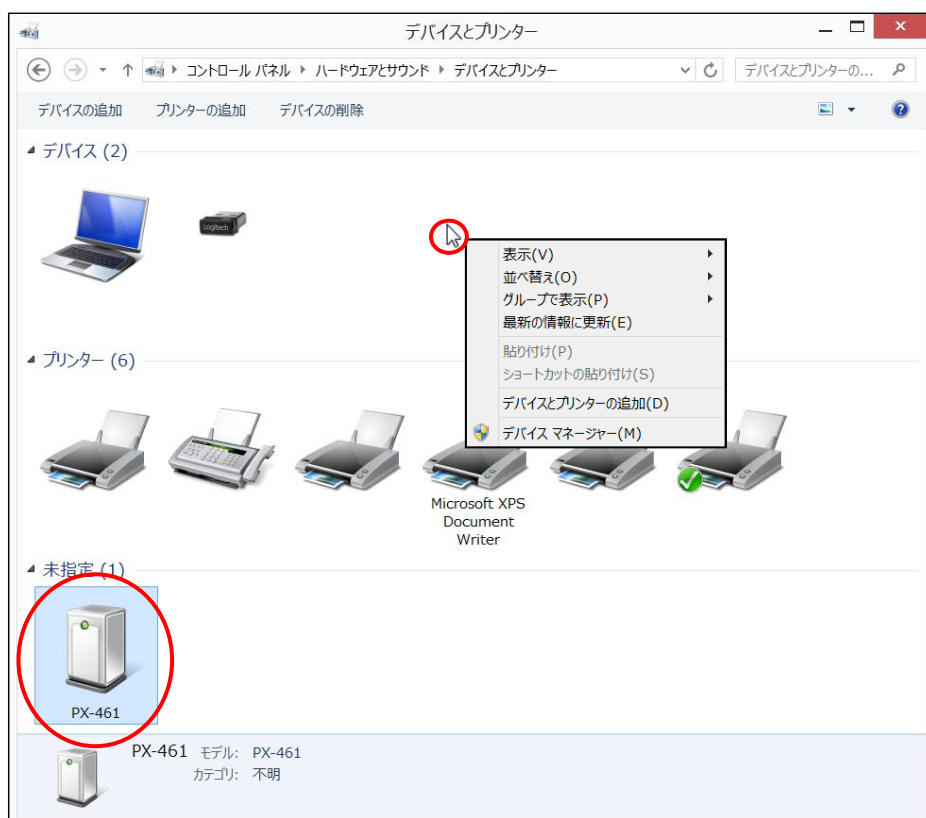 デバイスとプリンター
コントロール パネル ハードウェアとサウンド デバイスとプリンター デバイスとプリンターの...
デバイスの追加 プリンターの追加 デバイスの削除
デバイス (2)
Logitech
表示(V)
並べ替え(O)
グループで表示(P)
最新の情報に更新(E)
貼り付け(P)
ショートカットの貼り付け(S)
デバイスとプリンターの追加(D)
デバイス マネージャー(M)
プリンター (6)
Microsoft XPS
Document
Writer
未指定 (1)
PX-461
PX-461 モデル: PX-461
カテゴリ: 不明